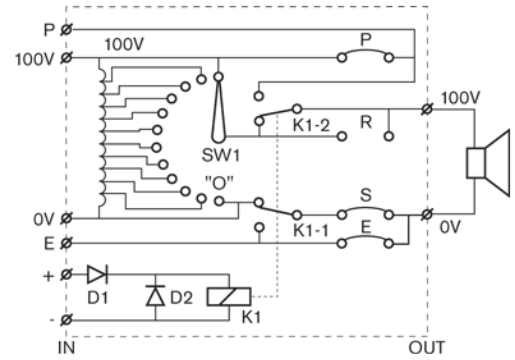 P
100V
100V
P
100V
K1-2
R
SW1
"O"
S
0V
0V
E
K1-1
E
+
D1
D2
K1
-
IN
OUT